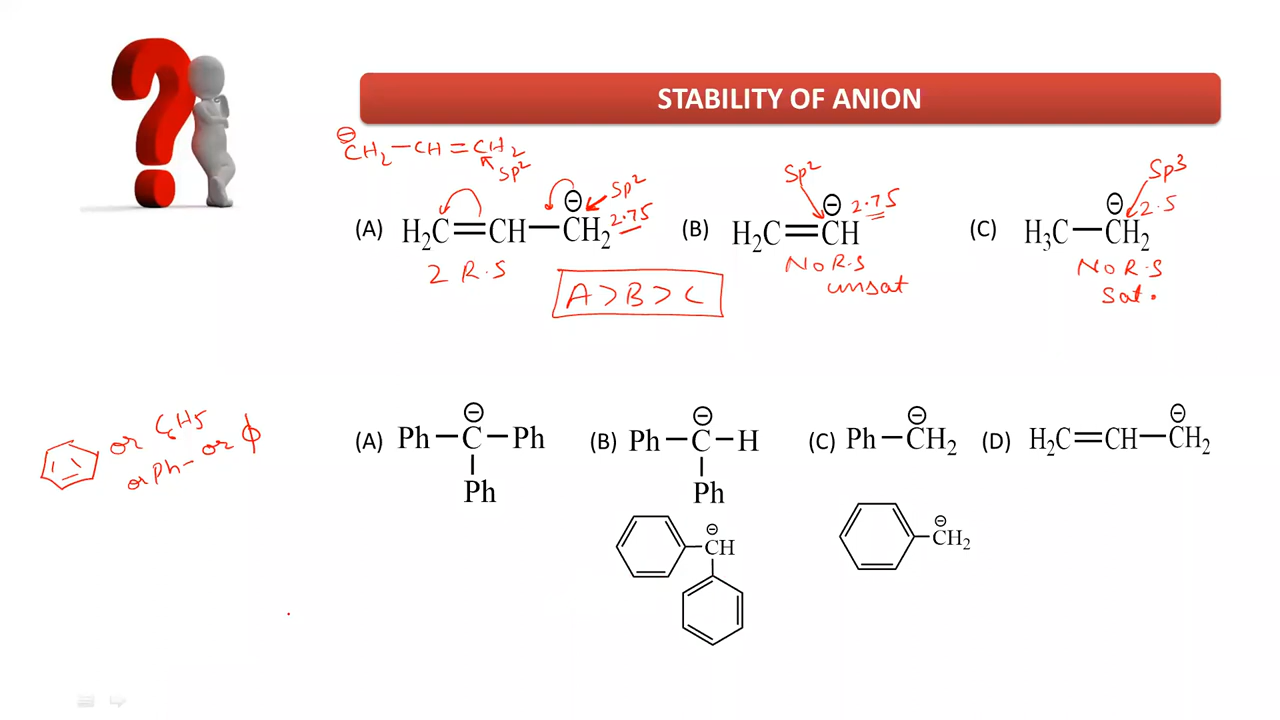 STABILITY OF ANION
⊖CH2 – CH = CH2
Sp2
(A) H2C=CH–CH2 ⊖
Sp2
2.75
2 R.S
(B) H2C=CH ⊖
Sp2
2.75
No R.S
unsat
(C) H3C–CH2 ⊖
Sp3
2.5
No R.S
Sat.
A > B > C
or C6H5
or Ph– or ϕ
(A) Ph–C–Ph ⊖
Ph
(B) Ph–C–H ⊖
Ph
(C) Ph–CH2 ⊖
(D) H2C=CH–CH2 ⊖
⊖
CH
⊖
CH2